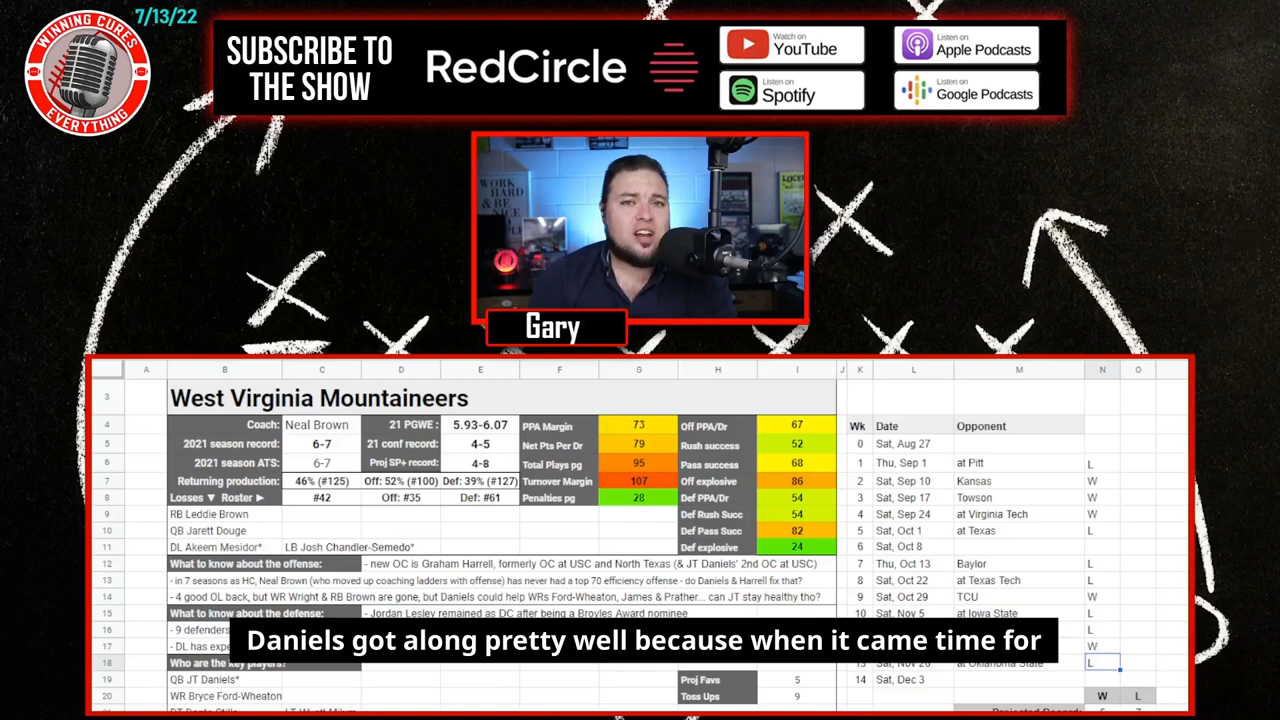 7/13/22
WINNING CURES
EVERYTHING
SUBSCRIBE TO
THE SHOW
RedCircle
Watch on
YouTube
Listen on
Spotify
Listen on
Apple Podcasts
Listen on
Google Podcasts
WORK
HARD
& BE
NICE
Gary
A B C D E F G H I J K L M N O
3 West Virginia Mountaineers
4 Coach: Neal Brown 21 PGWE : 5.93-6.07 PPA Margin 73 Off PPA/Dr 67 Wk Date Opponent
5 2021 season record: 6-7 21 conf record: 4-5 Net Pts Per Dr 79 Rush success 52 0 Sat, Aug 27
6 2021 season ATS: 6-7 Proj SP+ record: 4-8 Total Plays pg 95 Pass success 68 1 Thu, Sep 1 at Pitt L
7 Returning production: 46% (#125) Off: 52% (#100) Def: 39% (#127) Turnover Margin 107 Off explosive 86 2 Sat, Sep 10 Kansas W
8 Losses ▼ Roster ► #42 Off: #35 Def: #61 Penalties pg 28 Def PPA/Dr 54 3 Sat, Sep 17 Towson W
9 RB Leddie Brown Def Rush Succ 54 4 Sat, Sep 24 at Virginia Tech W
10 QB Jarett Douge Def Pass Succ 82 5 Sat, Oct 1 at Texas L
11 DL Akeem Mesidor* LB Josh Chandler-Semedo* Def explosive 24 6 Sat, Oct 8
12 What to know about the offense: - new OC is Graham Harrell, formerly OC at USC and North Texas (& JT Daniels' 2nd OC at USC) 7 Thu, Oct 13 Baylor L
13 - in 7 seasons as HC, Neal Brown (who moved up coaching ladders with offense) has never had a top 70 efficiency offense - do Daniels & Harrell fix that? 8 Sat, Oct 22 at Texas Tech L
14 - 4 good OL back, but WR Wright & RB Brown are gone, but Daniels could help WRs Ford-Wheaton, James & Prather... can JT stay healthy tho? 9 Sat, Oct 29 TCU W
15 What to know about the defense: - Jordan Lesley remained as DC after being a Broyles Award nominee 10 Sat, Nov 5 at Iowa State L
16 - 9 defenders L
17 - DL has W
Daniels got along pretty well because when it came time for
18 Who are the key players? 13 Sat, Nov 26 at Oklahoma State L
19 QB JT Daniels* Proj Favs 5 14 Sat, Dec 3
20 WR Bryce Ford-Wheaton Toss Ups 9 W L